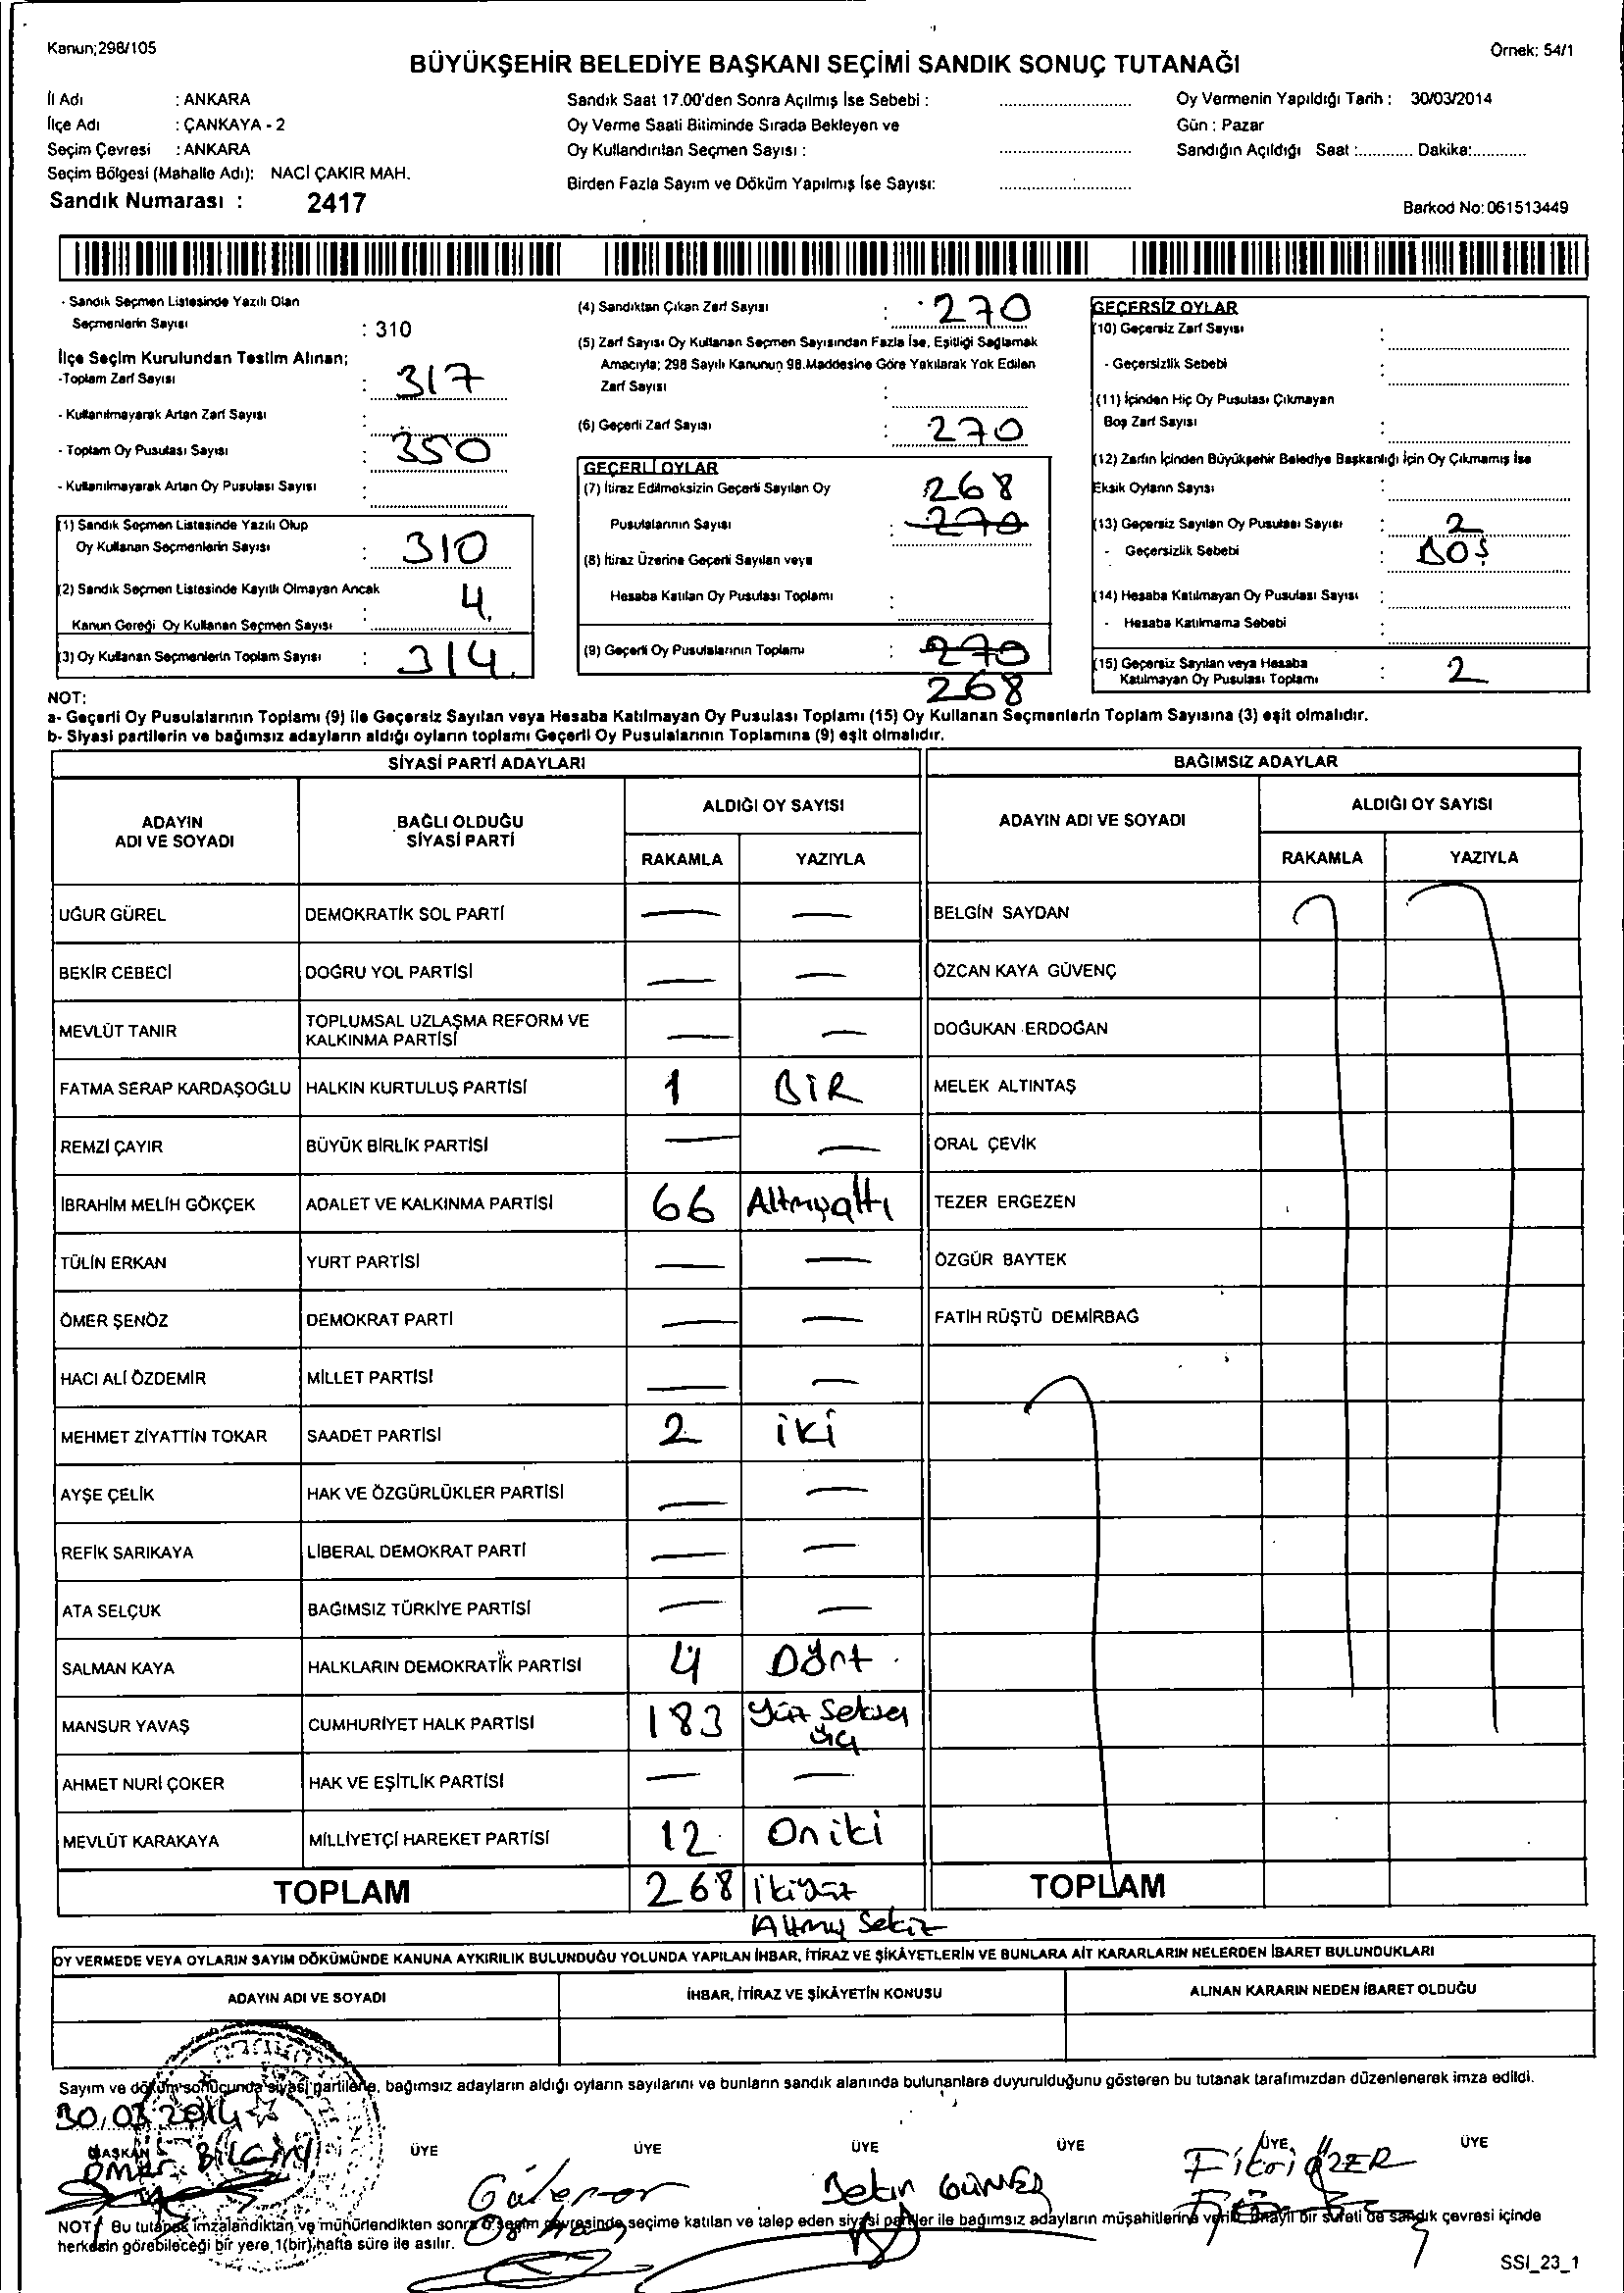 Kanun;298/105
Örnek: 54/1
BÜYÜKŞEHİR BELEDİYE BAŞKANI SEÇİMİ SANDIK SONUÇ TUTANAĞI
İl Adı : ANKARA
İlçe Adı : ÇANKAYA - 2
Seçim Çevresi : ANKARA
Seçim Bölgesi (Mahalle Adı): NACİ ÇAKIR MAH.
Sandık Numarası : 2417
Sandık Saat 17.00'den Sonra Açılmış İse Sebebi :
Oy Verme Saati Bitiminde Sırada Bekleyen ve
Oy Kullandırılan Seçmen Sayısı :
Birden Fazla Sayım ve Döküm Yapılmış İse Sayısı:
Oy Vermenin Yapıldığı Tarih : 30/03/2014
Gün : Pazar
Sandığın Açıldığı Saat :............ Dakika:............
Barkod No:061513449
- Sandık Seçmen Listesinde Yazılı Olan
Seçmenlerin Sayısı : 310
İlçe Seçim Kurulundan Teslim Alınan;
-Toplam Zarf Sayısı : 317
- Kullanılmayarak Artan Zarf Sayısı :
- Toplam Oy Pusulası Sayısı : 350
- Kullanılmayarak Artan Oy Pusulası Sayısı :
(1) Sandık Seçmen Listesinde Yazılı Olup
Oy Kullanan Seçmenlerin Sayısı : 310
(2) Sandık Seçmen Listesinde Kayıtlı Olmayan Ancak
Kanun Gereği Oy Kullanan Seçmen Sayısı : 4
(3) Oy Kullanan Seçmenlerin Toplam Sayısı : 314
(4) Sandıktan Çıkan Zarf Sayısı : 270
(5) Zarf Sayısı Oy Kullanan Seçmen Sayısından Fazla İse, Eşitliği Sağlamak
Amacıyla; 298 Sayılı Kanunun 98.Maddesine Göre Yakılarak Yok Edilen
Zarf Sayısı :
(6) Geçerli Zarf Sayısı : 270
GEÇERLİ OYLAR
(7) İtiraz Edilmeksizin Geçerli Sayılan Oy 268
Pusulalarının Sayısı : 270
(8) İtiraz Üzerine Geçerli Sayılan veya
Hesaba Katılan Oy Pusulası Toplamı :
(9) Geçerli Oy Pusulalarının Toplamı : 270
268
GEÇERSİZ OYLAR
(10) Geçersiz Zarf Sayısı :
- Geçersizlik Sebebi :
(11) İçinden Hiç Oy Pusulası Çıkmayan
Boş Zarf Sayısı :
(12) Zarfın İçinden Büyükşehir Belediye Başkanlığı İçin Oy Çıkmamış İse
Eksik Oyların Sayısı :
(13) Geçersiz Sayılan Oy Pusulası Sayısı : 2
- Geçersizlik Sebebi : BOŞ
(14) Hesaba Katılmayan Oy Pusulası Sayısı :
- Hesaba Katılmama Sebebi :
(15) Geçersiz Sayılan veya Hesaba
Katılmayan Oy Pusulası Toplamı : 2
NOT:
a- Geçerli Oy Pusulalarının Toplamı (9) ile Geçersiz Sayılan veya Hesaba Katılmayan Oy Pusulası Toplamı (15) Oy Kullanan Seçmenlerin Toplam Sayısına (3) eşit olmalıdır.
b- Siyasi partilerin ve bağımsız adayların aldığı oyların toplamı Geçerli Oy Pusulalarının Toplamına (9) eşit olmalıdır.
SİYASİ PARTİ ADAYLARI BAĞIMSIZ ADAYLAR
ADAYIN ADI VE SOYADI BAĞLI OLDUĞU SİYASİ PARTİ ALDIĞI OY SAYISI ADAYIN ADI VE SOYADI ALDIĞI OY SAYISI
RAKAMLA YAZIYLA RAKAMLA YAZIYLA
UĞUR GÜREL DEMOKRATİK SOL PARTİ — — BELGİN SAYDAN
BEKİR CEBECİ DOĞRU YOL PARTİSİ — — ÖZCAN KAYA GÜVENÇ
MEVLÜT TANIR TOPLUMSAL UZLAŞMA REFORM VE KALKINMA PARTİSİ — — DOĞUKAN ERDOĞAN
FATMA SERAP KARDAŞOĞLU HALKIN KURTULUŞ PARTİSİ 1 BİR MELEK ALTINTAŞ
REMZİ ÇAYIR BÜYÜK BİRLİK PARTİSİ — — ORAL ÇEVİK
İBRAHİM MELİH GÖKÇEK ADALET VE KALKINMA PARTİSİ 66 Altmışaltı TEZER ERGEZEN
TÜLİN ERKAN YURT PARTİSİ — — ÖZGÜR BAYTEK
ÖMER ŞENÖZ DEMOKRAT PARTİ — — FATİH RÜŞTÜ DEMİRBAĞ
HACI ALİ ÖZDEMİR MİLLET PARTİSİ — —
MEHMET ZİYATTİN TOKAR SAADET PARTİSİ 2 iki
AYŞE ÇELİK HAK VE ÖZGÜRLÜKLER PARTİSİ — —
REFİK SARIKAYA LİBERAL DEMOKRAT PARTİ — —
ATA SELÇUK BAĞIMSIZ TÜRKİYE PARTİSİ — —
SALMAN KAYA HALKLARIN DEMOKRATİK PARTİSİ 4 Dört
MANSUR YAVAŞ CUMHURİYET HALK PARTİSİ 183 Yüz Seksen üç
AHMET NURİ ÇOKER HAK VE EŞİTLİK PARTİSİ — —
MEVLÜT KARAKAYA MİLLİYETÇİ HAREKET PARTİSİ 12 Oniki
TOPLAM 268 İkiyüz TOPLAM
Altmış Sekiz
OY VERMEDE VEYA OYLARIN SAYIM DÖKÜMÜNDE KANUNA AYKIRILIK BULUNDUĞU YOLUNDA YAPILAN İHBAR, İTİRAZ VE ŞİKÂYETLERİN VE BUNLARA AİT KARARLARIN NELERDEN İBARET BULUNDUKLARI
ADAYIN ADI VE SOYADI İHBAR, İTİRAZ VE ŞİKÂYETİN KONUSU ALINAN KARARIN NEDEN İBARET OLDUĞU
Sayım ve döküm sonucunda siyasi partilerle, bağımsız adayların aldığı oyların sayılarını ve bunların sandık alanında bulunanlara duyurulduğunu gösteren bu tutanak tarafımızdan düzenlenerek imza edildi.
30.03.2014
BAŞKAN ÜYE ÜYE ÜYE ÜYE ÜYE ÜYE
Ömer BİLGİN
Fikri ÖZER
NOT: Bu tutanak imzalandıktan ve mühürlendikten sonra o seçim çevresinde seçime katılan ve talep eden siyasi partiler ile bağımsız adayların müşahitlerine verilir. Onaylı bir sureti de sandık çevresi içinde
herkesin görebileceği bir yere 1(bir) hafta süre ile asılır.
SSI_23_1